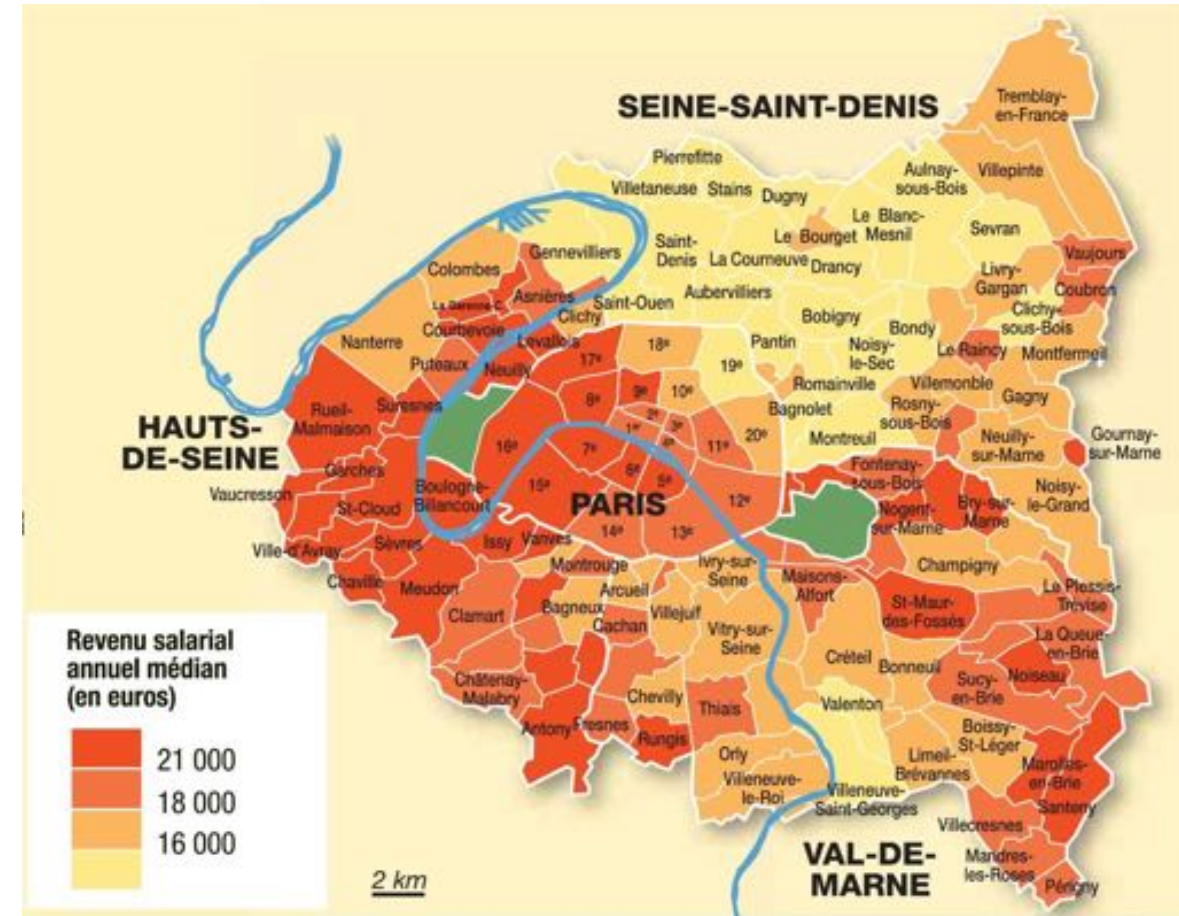 SEINE-SAINT-DENIS
Tremblay-
en-France
Pierrefitte
Villetaneuse
Stains
Dugny
Aulnay-
sous-Bois
Villepinte
Le Blanc-
Mesnil
Sevran
Gennevilliers
Saint-
Denis
La Courneuve
Le Bourget
Drancy
Vaujours
Colombes
Livry-
Gargan
Coubron
La Garenne-C.
Asnières
Saint-Ouen
Aubervilliers
Clichy
Clichy-
sous-Bois
Bobigny
Bondy
Courbevoie
Levallois
Nanterre
Pantin
Noisy-
le-Sec
Le Raincy
Montfermeil
Puteaux
Neuilly
17e
18e
19e
Romainville
Villemonble
Gagny
Suresnes
8e
9e
10e
Bagnolet
Rosny-
sous-Bois
Rueil-
Malmaison
2e
1er
3e
4e
11e
20e
Montreuil
Neuilly-
sur-Marne
Gournay-
sur-Marne
HAUTS-
DE-SEINE
16e
7e
6e
5e
Garches
Fontenay-
sous-Bois
Vaucresson
Boulogne-
Billancourt
15e
PARIS
12e
Noisy-
le-Grand
St-Cloud
Nogent-
sur-Marne
Bry-sur-
Marne
14e
13e
Ville-d'Avray
Sèvres
Issy
Vanves
Chaville
Meudon
Montrouge
Ivry-sur-
Seine
Champigny
Maisons-
Alfort
Arcueil
Le Plessis-
Trévise
Clamart
Bagneux
Cachan
Villejuif
St-Maur-
des-Fossés
Vitry-sur-
Seine
La Queue-
en-Brie
Créteil
Bonneuil
Sucy-
en-Brie
Noiseau
Châtenay-
Malabry
Chevilly
Thiais
Valenton
Antony
Fresnes
Rungis
Boissy-
St-Léger
Orly
Limeil-
Brévannes
Marolles-
en-Brie
Villeneuve-
le-Roi
Villeneuve-
Saint-Georges
Santeny
Villecresnes
Mandres-
les-Roses
Périgny
VAL-DE-
MARNE
Revenu salarial
annuel médian
(en euros)
21 000
18 000
16 000
2 km